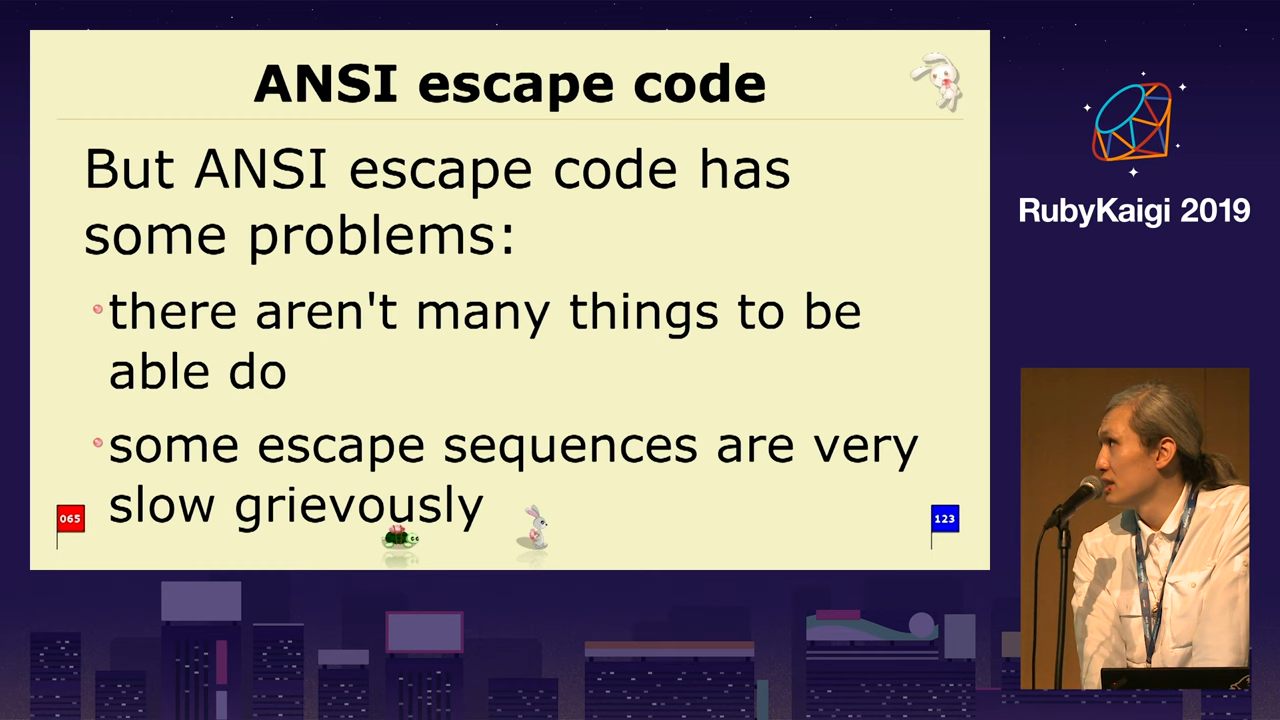 ANSI escape code
But ANSI escape code has
some problems:
there aren't many things to be
able do
some escape sequences are very
slow grievously
065
123
RubyKaigi 2019